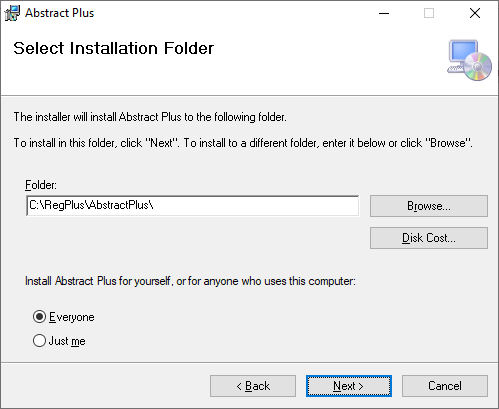 Abstract Plus
Select Installation Folder
The installer will install Abstract Plus to the following folder.
To install in this folder, click "Next". To install to a different folder, enter it below or click "Browse".
Folder:
C:\RegPlus\AbstractPlus\
Browse...
Disk Cost...
Install Abstract Plus for yourself, or for anyone who uses this computer:
Everyone
Just me
< Back
Next >
Cancel